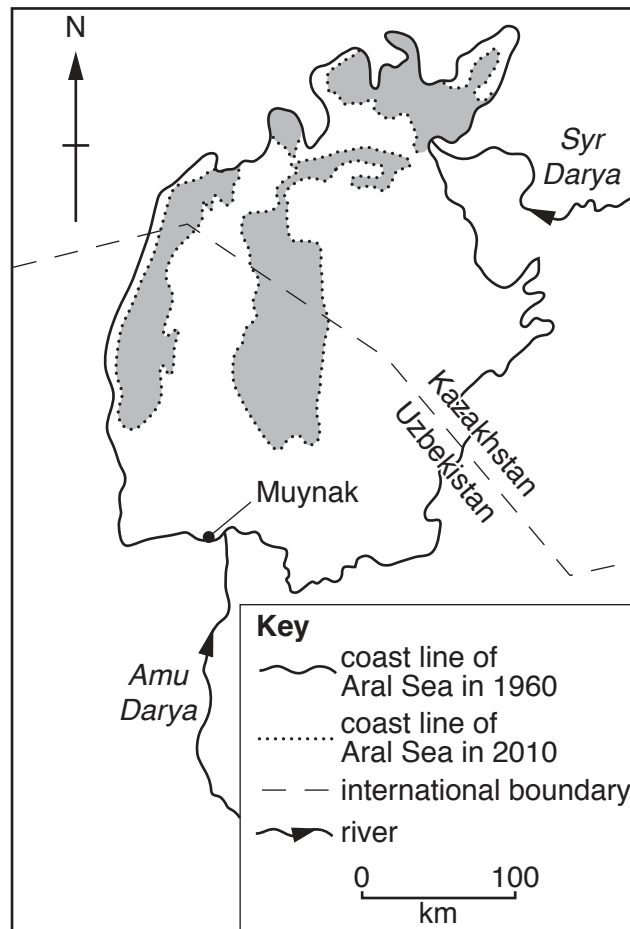 N
Syr
Darya
Kazakhstan
Uzbekistan
Muynak
Amu
Darya
Key
coast line of
Aral Sea in 1960
coast line of
Aral Sea in 2010
international boundary
river
0 100
km